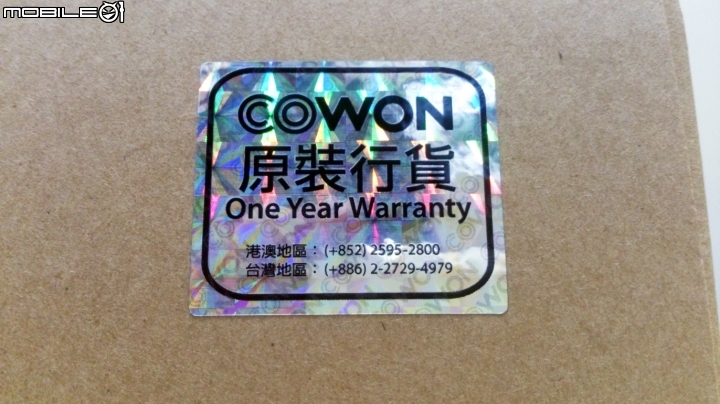 MOBILE01
COWON
原裝行貨
One Year Warranty
港澳地區：(+852) 2595-2800
台灣地區：(+886) 2-2729-4979